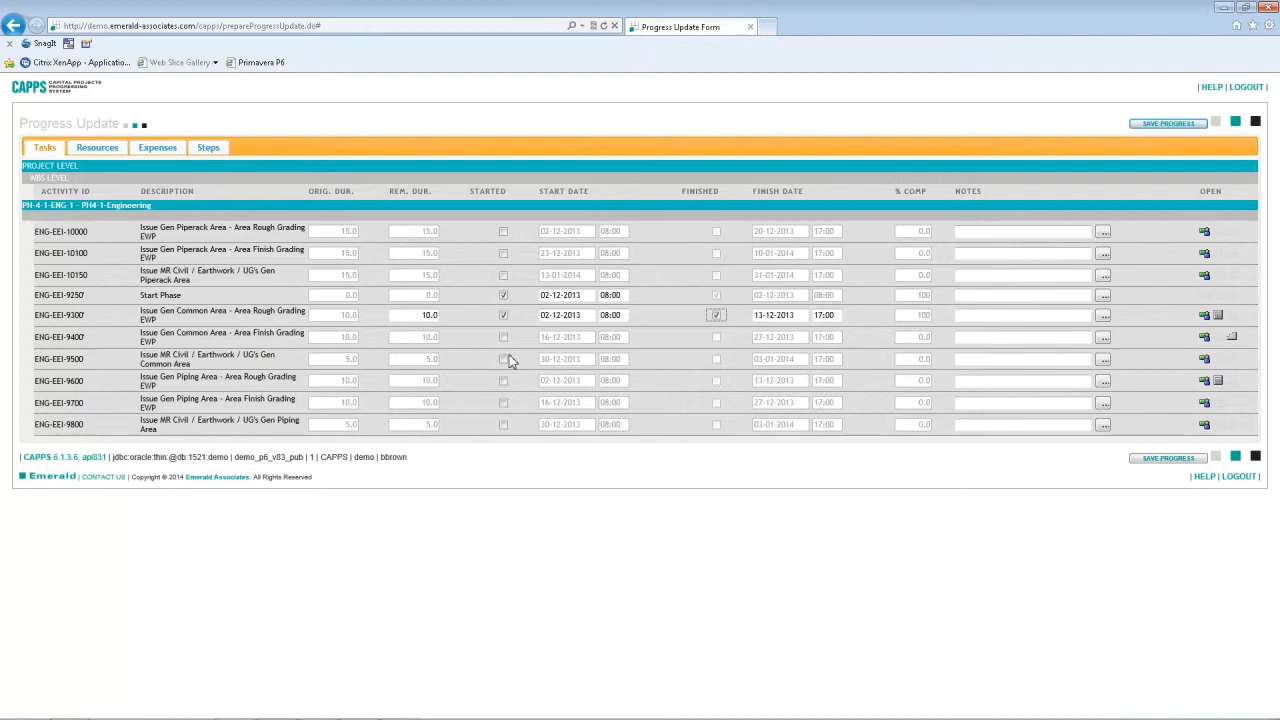 http://demo.emerald-associates.com/capps/prepareProgressUpdate.do#
Progress Update Form
SnagIt
Citrix XenApp - Applicatio...
Web Slice Gallery
Primavera P6
CAPPS CAPITAL PROJECTS PROGRESSING SYSTEM
| HELP | LOGOUT |
Progress Update
SAVE PROGRESS
Tasks Resources Expenses Steps
PROJECT LEVEL
WBS LEVEL
ACTIVITY ID DESCRIPTION ORIG. DUR. REM. DUR. STARTED START DATE FINISHED FINISH DATE % COMP NOTES OPEN
PH-4-1-ENG-1 - PH4-1-Engineering
ENG-EEI-10000 Issue Gen Piperack Area - Area Rough Grading EWP 15.0 15.0 02-12-2013 08:00 20-12-2013 17:00 0.0 ...
ENG-EEI-10100 Issue Gen Piperack Area - Area Finish Grading EWP 15.0 15.0 23-12-2013 08:00 10-01-2014 17:00 0.0 ...
ENG-EEI-10150 Issue MR Civil / Earthwork / UG's Gen Piperack Area 15.0 15.0 13-01-2014 08:00 31-01-2014 17:00 0.0 ...
ENG-EEI-9250' Start Phase 0.0 0.0 02-12-2013 08:00 02-12-2013 08:00 100 ...
ENG-EEI-9300' Issue Gen Common Area - Area Rough Grading EWP 10.0 10.0 02-12-2013 08:00 13-12-2013 17:00 100 ...
ENG-EEI-9400' Issue Gen Common Area - Area Finish Grading EWP 10.0 10.0 16-12-2013 08:00 27-12-2013 17:00 0.0 ...
ENG-EEI-9500 Issue MR Civil / Earthwork / UG's Gen Common Area 5.0 5.0 30-12-2013 08:00 03-01-2014 17:00 0.0 ...
ENG-EEI-9600 Issue Gen Piping Area - Area Rough Grading EWP 10.0 10.0 02-12-2013 08:00 13-12-2013 17:00 0.0 ...
ENG-EEI-9700 Issue Gen Piping Area - Area Finish Grading EWP 10.0 10.0 16-12-2013 08:00 27-12-2013 17:00 0.0 ...
ENG-EEI-9800 Issue MR Civil / Earthwork / UG's Gen Piping Area 5.0 5.0 30-12-2013 08:00 03-01-2014 17:00 0.0 ...
| CAPPS 6.1.3.6, api831 | jdbc:oracle:thin:@db:1521:demo | demo_p6_v83_pub | 1 | CAPPS | demo | bbrown
SAVE PROGRESS
Emerald | CONTACT US | Copyright © 2014 Emerald Associates. All Rights Reserved
| HELP | LOGOUT |